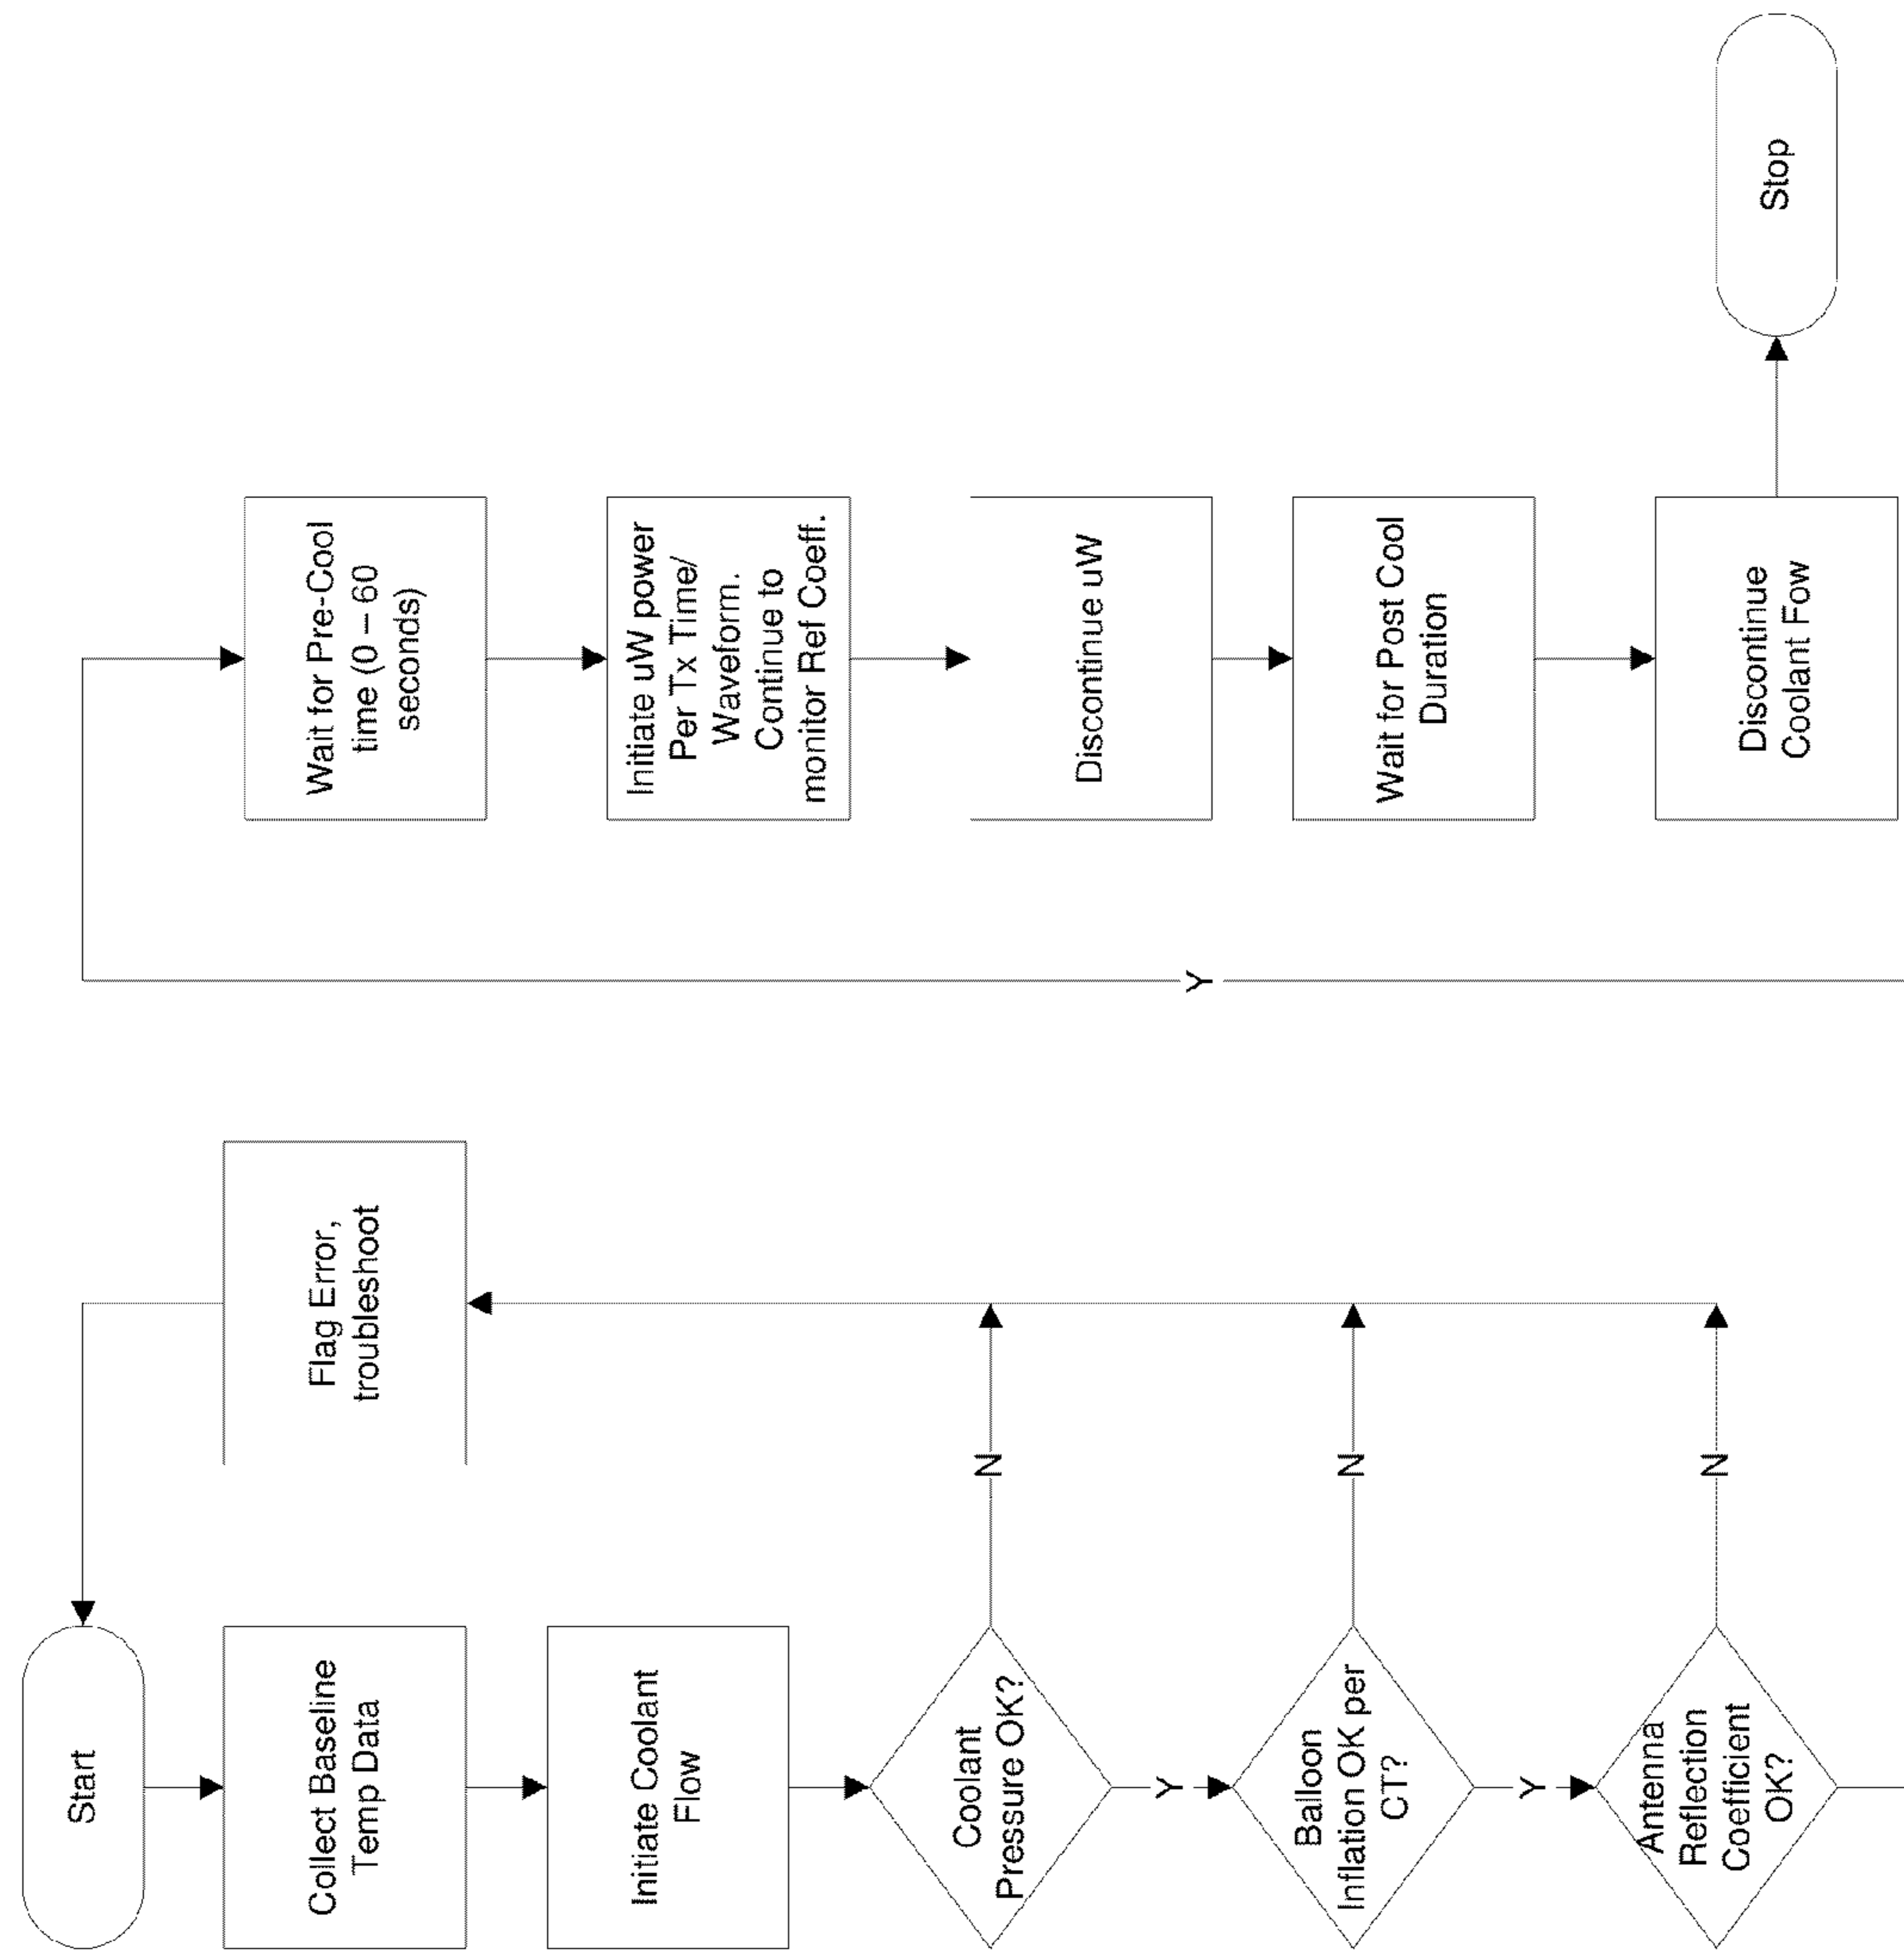 Start
Collect Baseline
Temp Data
Initiate Coolant
Flow
Coolant
Pressure OK?
N
Y
Balloon
Inflation OK per
CT?
N
Y
Antenna
Reflection
Coefficient
OK?
N
Flag Error,
troubleshoot
Y
Wait for Pre-Cool
time (0 – 60
seconds)
Initiate uW power
Per Tx Time/
Waveform.
Continue to
monitor Ref Coeff.
Discontinue uW
Wait for Post Cool
Duration
Discontinue
Coolant Fow
Stop